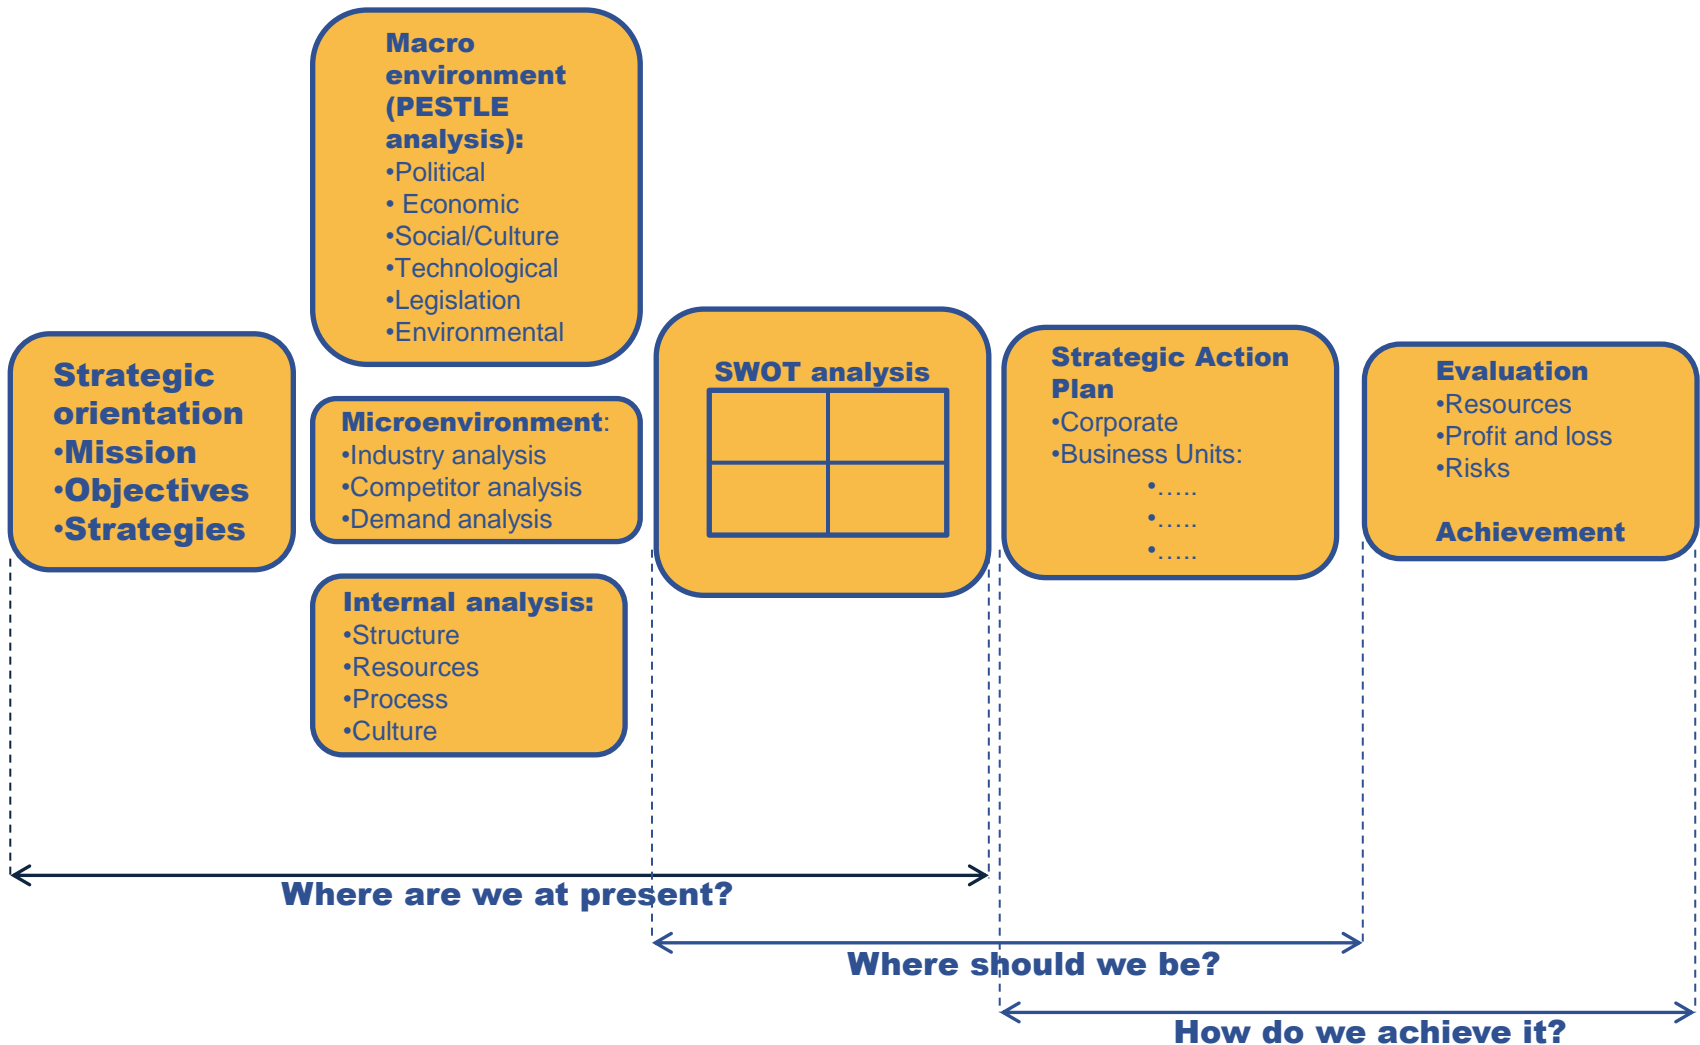 Strategic
orientation
•Mission
•Objectives
•Strategies
Macro
environment
(PESTLE
analysis):
•Political
• Economic
•Social/Culture
•Technological
•Legislation
•Environmental
Microenvironment:
•Industry analysis
•Competitor analysis
•Demand analysis
Internal analysis:
•Structure
•Resources
•Process
•Culture
SWOT analysis
Strategic Action
Plan
•Corporate
•Business Units:
•…..
•…..
•…..
Evaluation
•Resources
•Profit and loss
•Risks
Achievement
Where are we at present?
Where should we be?
How do we achieve it?